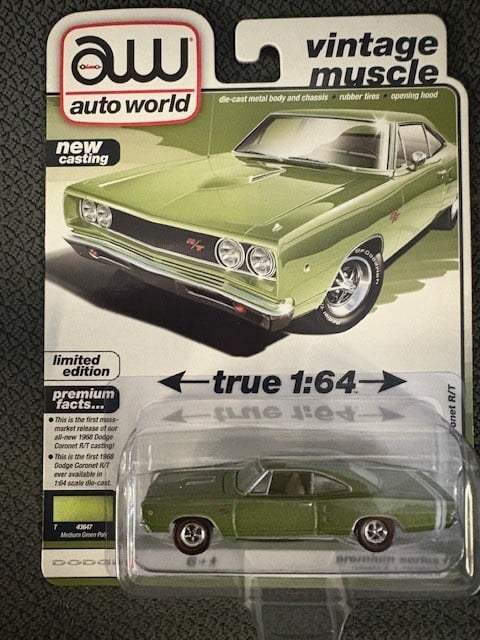 aw
auto world
vintage
muscle
die-cast metal body and chassis • rubber tires • opening hood
new
casting
R/T
limited
edition
true 1:64™
premium
facts...
• This is the first mass-
market release of our
all-new 1968 Dodge
Coronet R/T casting!
• This is the first 1968
Dodge Coronet R/T
ever available in
1:64 scale die-cast.
onet R/T
T 43647
Medium Green Poly
DODGE